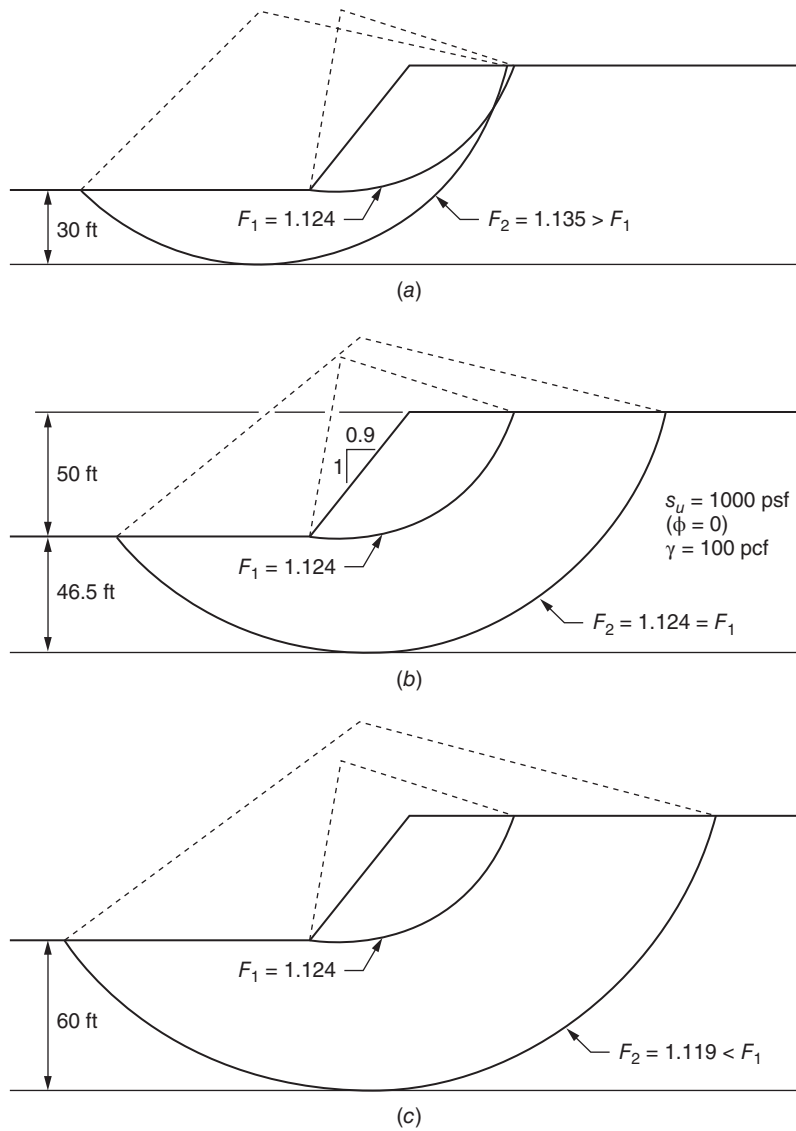 30 ft
F₁ = 1.124
F₂ = 1.135 > F₁
(a)
0.9
1
50 ft
s_u = 1000 psf
(ϕ = 0)
γ = 100 pcf
F₁ = 1.124
46.5 ft
F₂ = 1.124 = F₁
(b)
F₁ = 1.124
60 ft
F₂ = 1.119 < F₁
(c)